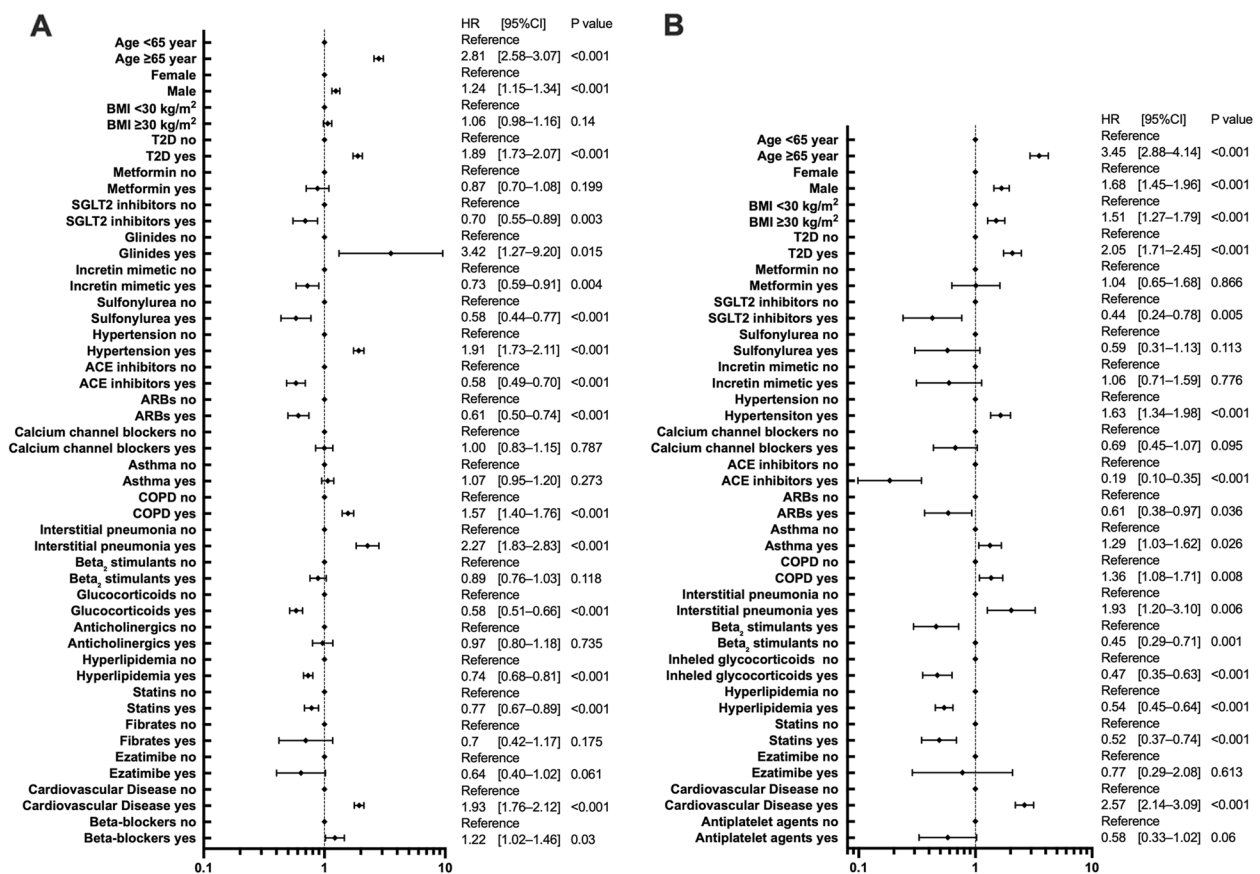 A
HR [95%CI] P value
Age <65 year Reference
Age ≥65 year 2.81 [2.58–3.07] <0.001
Female Reference
Male 1.24 [1.15–1.34] <0.001
BMI <30 kg/m² Reference
BMI ≥30 kg/m² 1.06 [0.98–1.16] 0.14
T2D no Reference
T2D yes 1.89 [1.73–2.07] <0.001
Metformin no Reference
Metformin yes 0.87 [0.70–1.08] 0.199
SGLT2 inhibitors no Reference
SGLT2 inhibitors yes 0.70 [0.55–0.89] 0.003
Glinides no Reference
Glinides yes 3.42 [1.27–9.20] 0.015
Incretin mimetic no Reference
Incretin mimetic yes 0.73 [0.59–0.91] 0.004
Sulfonylurea no Reference
Sulfonylurea yes 0.58 [0.44–0.77] <0.001
Hypertension no Reference
Hypertension yes 1.91 [1.73–2.11] <0.001
ACE inhibitors no Reference
ACE inhibitors yes 0.58 [0.49–0.70] <0.001
ARBs no Reference
ARBs yes 0.61 [0.50–0.74] <0.001
Calcium channel blockers no Reference
Calcium channel blockers yes 1.00 [0.83–1.15] 0.787
Asthma no Reference
Asthma yes 1.07 [0.95–1.20] 0.273
COPD no Reference
COPD yes 1.57 [1.40–1.76] <0.001
Interstitial pneumonia no Reference
Interstitial pneumonia yes 2.27 [1.83–2.83] <0.001
Beta₂ stimulants no Reference
Beta₂ stimulants yes 0.89 [0.76–1.03] 0.118
Glucocorticoids no Reference
Glucocorticoids yes 0.58 [0.51–0.66] <0.001
Anticholinergics no Reference
Anticholinergics yes 0.97 [0.80–1.18] 0.735
Hyperlipidemia no Reference
Hyperlipidemia yes 0.74 [0.68–0.81] <0.001
Statins no Reference
Statins yes 0.77 [0.67–0.89] <0.001
Fibrates no Reference
Fibrates yes 0.7 [0.42–1.17] 0.175
Ezatimibe no Reference
Ezatimibe yes 0.64 [0.40–1.02] 0.061
Cardiovascular Disease no Reference
Cardiovascular Disease yes 1.93 [1.76–2.12] <0.001
Beta-blockers no Reference
Beta-blockers yes 1.22 [1.02–1.46] 0.03
0.1 1 10
B
HR [95%CI] P value
Age <65 year Reference
Age ≥65 year 3.45 [2.88–4.14] <0.001
Female Reference
Male 1.68 [1.45–1.96] <0.001
BMI <30 kg/m² Reference
BMI ≥30 kg/m² 1.51 [1.27–1.79] <0.001
T2D no Reference
T2D yes 2.05 [1.71–2.45] <0.001
Metformin no Reference
Metformin yes 1.04 [0.65–1.68] 0.866
SGLT2 inhibitors no Reference
SGLT2 inhibitors yes 0.44 [0.24–0.78] 0.005
Sulfonylurea no Reference
Sulfonylurea yes 0.59 [0.31–1.13] 0.113
Incretin mimetic no Reference
Incretin mimetic yes 1.06 [0.71–1.59] 0.776
Hypertension no Reference
Hypertensiton yes 1.63 [1.34–1.98] <0.001
Calcium channel blockers no Reference
Calcium channel blockers yes 0.69 [0.45–1.07] 0.095
ACE inhibitors no Reference
ACE inhibitors yes 0.19 [0.10–0.35] <0.001
ARBs no Reference
ARBs yes 0.61 [0.38–0.97] 0.036
Asthma no Reference
Asthma yes 1.29 [1.03–1.62] 0.026
COPD no Reference
COPD yes 1.36 [1.08–1.71] 0.008
Interstitial pneumonia no Reference
Interstitial pneumonia yes 1.93 [1.20–3.10] 0.006
Beta₂ stimulants yes Reference
Beta₂ stimulants no 0.45 [0.29–0.71] 0.001
Inheled glycocorticoids no Reference
Inheled glycocorticoids yes 0.47 [0.35–0.63] <0.001
Hyperlipidemia no Reference
Hyperlipidemia yes 0.54 [0.45–0.64] <0.001
Statins no Reference
Statins yes 0.52 [0.37–0.74] <0.001
Ezatimibe no Reference
Ezatimibe yes 0.77 [0.29–2.08] 0.613
Cardiovascular Disease no Reference
Cardiovascular Disease yes 2.57 [2.14–3.09] <0.001
Antiplatelet agents no Reference
Antiplatelet agents yes 0.58 [0.33–1.02] 0.06
0.1 1 10